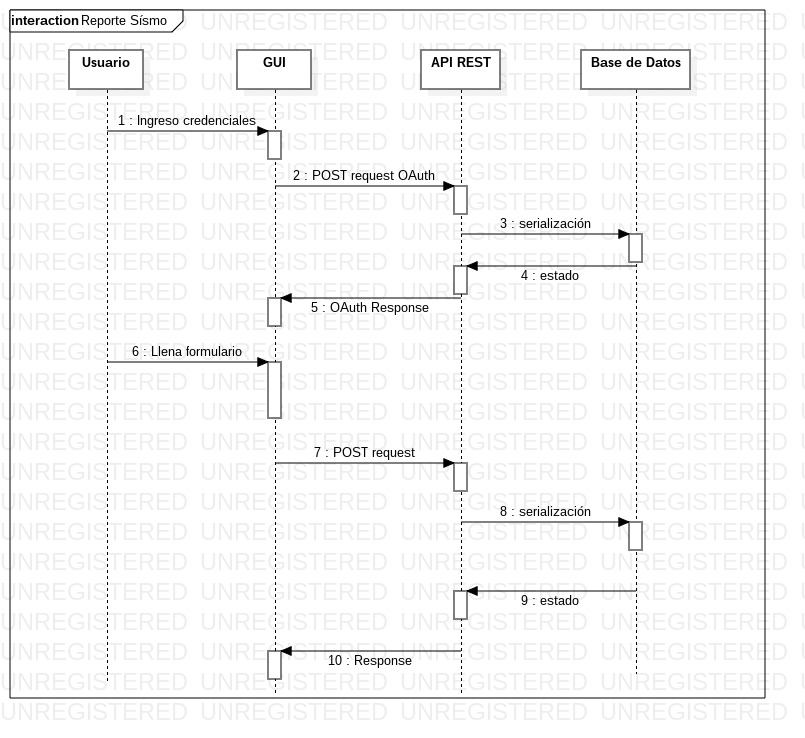 interaction Reporte Sísmo
Usuario
GUI
API REST
Base de Datos
1 : Ingreso credenciales
2 : POST request OAuth
3 : serialización
4 : estado
5 : OAuth Response
6 : Llena formulario
7 : POST request
8 : serialización
9 : estado
10 : Response
UNREGISTERED